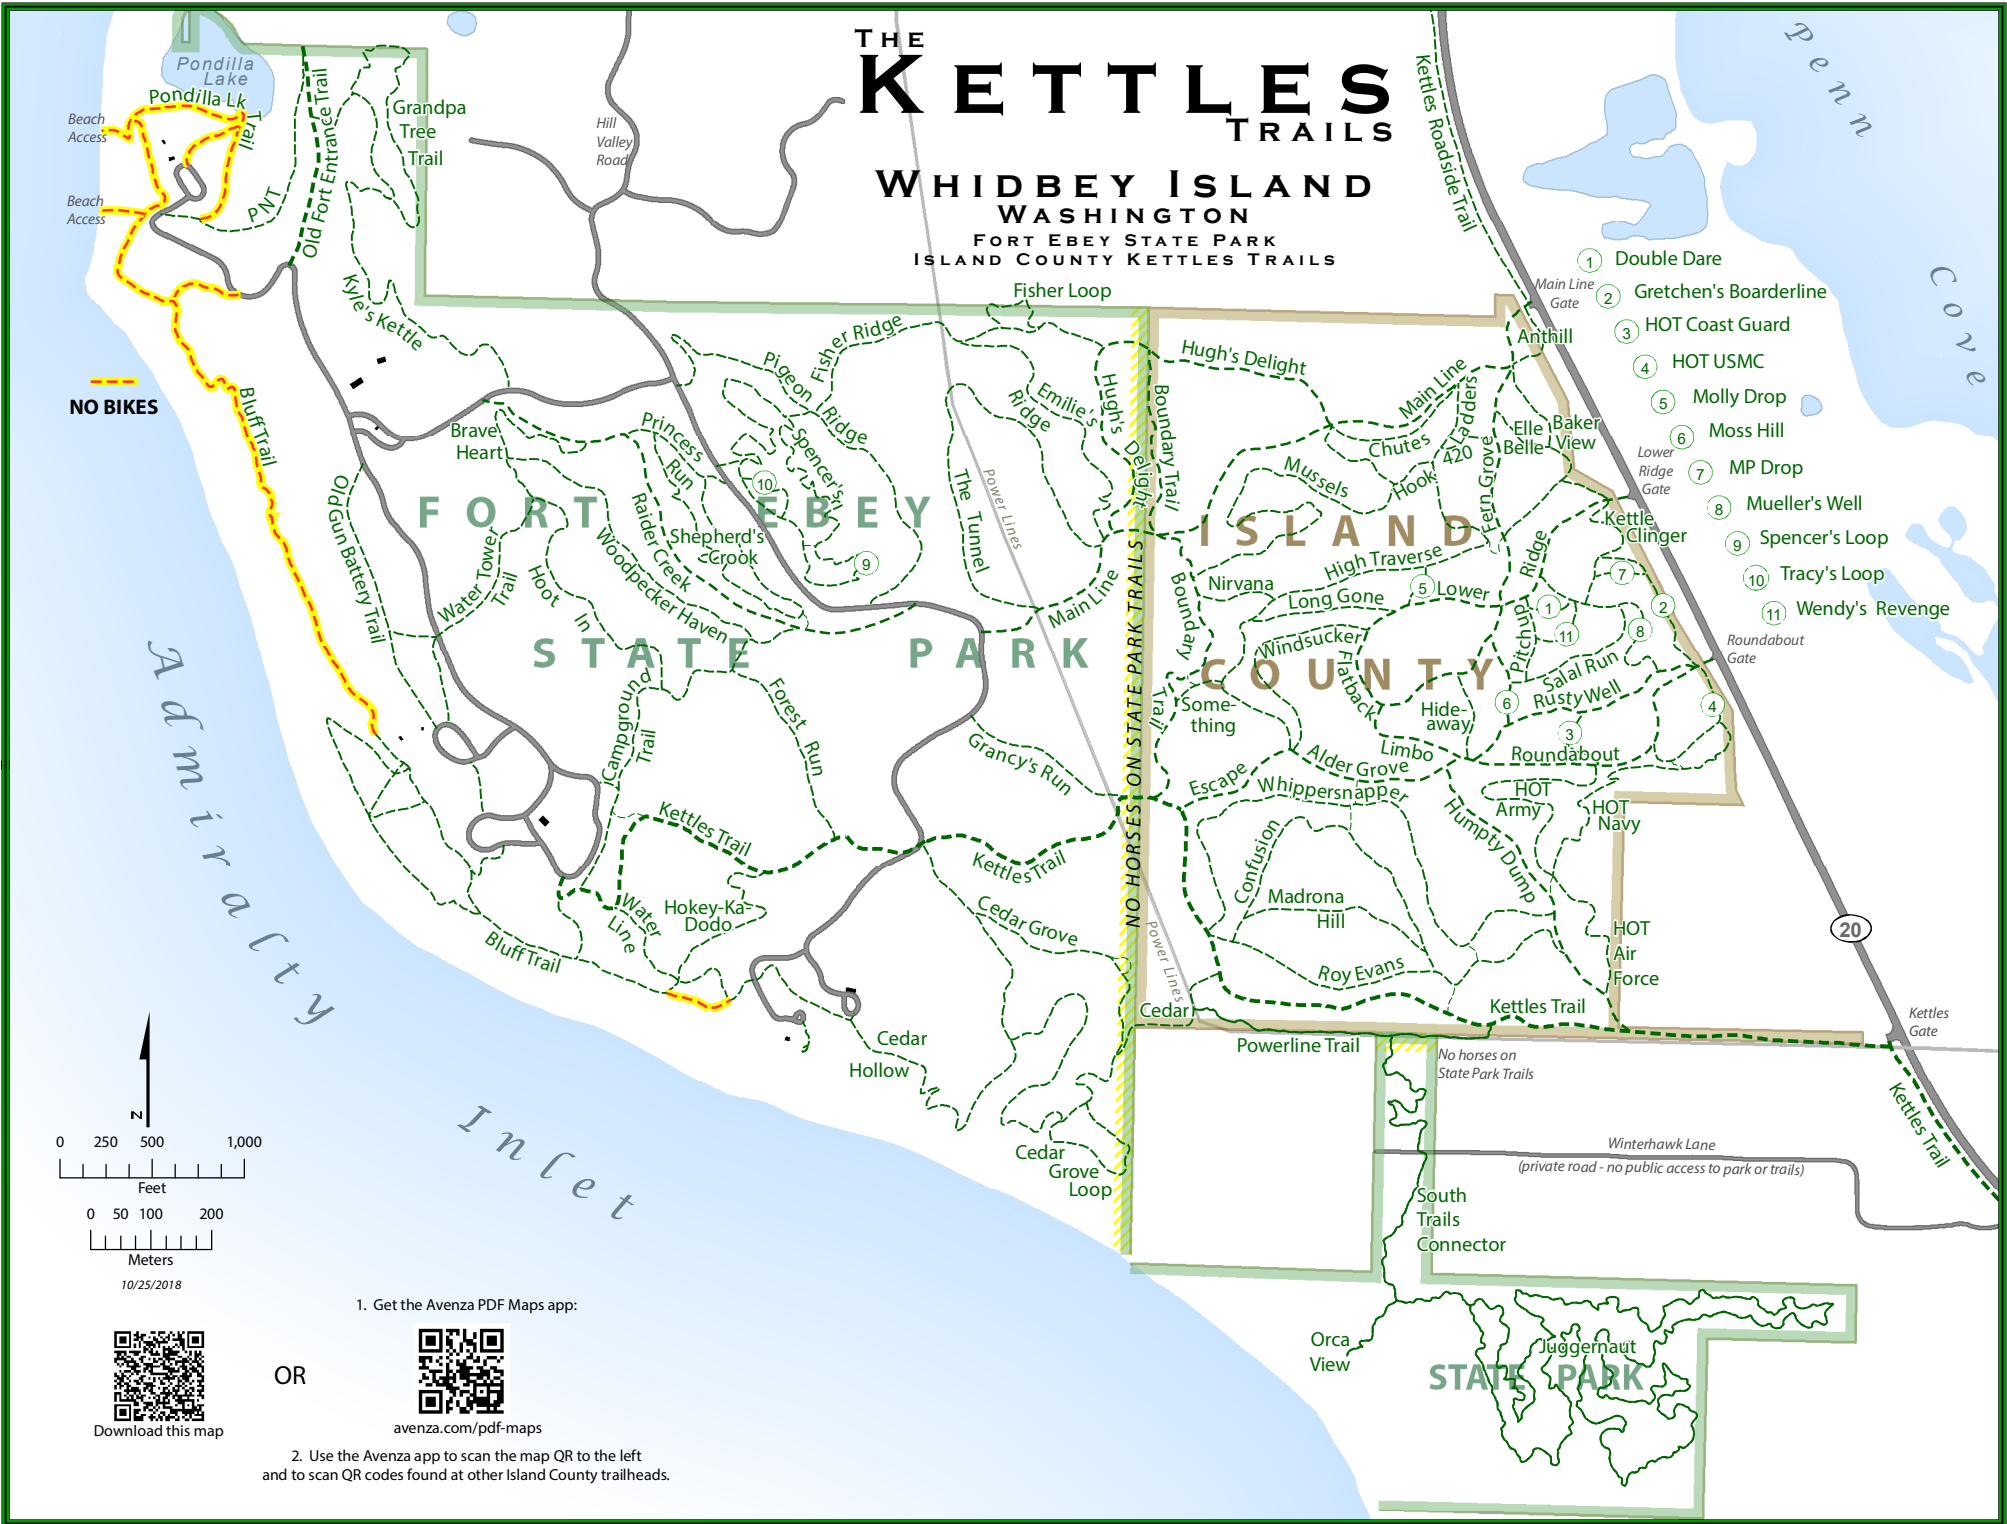 THE
KETTLES
TRAILS
WHIDBEY ISLAND
WASHINGTON
FORT EBEY STATE PARK
ISLAND COUNTY KETTLES TRAILS
Pondilla
Lake
Pondilla Lk
Trail
Beach
Access
Beach
Access
PNT
Old Fort Entrance Trail
Grandpa
Tree
Trail
Hill
Valley
Road
Kyle's Kettle
NO BIKES
Bluff Trail
Gun Battery Trail
PIO
Brave
Heart
Water Tower
Trail
Hoot
In
Woodpecker Haven
Raider Creek
Princess
Run
Shepherd's
Crook
Pigeon Ridge
Spencer's
Fisher Ridge
Fisher Loop
Emilie's
Ridge
The Tunnel
Power Lines
Main Line
Hugh's
Delight
Boundary Trail
Hugh's Delight
Main Line
Kettles Roadside Trail
Main Line
Gate
Anthill
Chutes
Ladders
420
Hook
Mussels
Fern Grove
Elle
Belle
Baker
View
Lower
Ridge
Gate
Kettle
Clinger
FORT EBEY
STATE PARK
ISLAND
COUNTY
Nirvana
High Traverse
Long Gone
5
Lower
Ridge
Pitch
up
Windsucker
Flatback
Boundary
Trail
Some-
thing
Hide-
away
Limbo
Alder Grove
Escape
Whippersnapper
Salal Run
Rusty Well
Roundabout
Roundabout
Gate
1
2
3
4
6
7
8
9
10
11
HOT
Army
HOT
Navy
HOT
Air
Force
Humpty Dump
Confusion
Madrona
Hill
Roy Evans
Kettles Trail
Powerline Trail
Cedar
Power Lines
NO HORSES ON STATE PARK TRAILS
Campground
Trail
Forest Run
Grancy's Run
Kettles Trail
Kettles Trail
Hokey-Ka-
Dodo
Water
Line
Bluff Trail
Cedar Grove
Cedar
Hollow
Cedar
Grove
Loop
No horses on
State Park Trails
Winterhawk Lane
(private road - no public access to park or trails)
South
Trails
Connector
Orca
View
Juggernaut
STATE PARK
20
Kettles
Gate
Kettles Trail
Penn
Cove
Admiralty
Inlet
1 Double Dare
2 Gretchen's Boarderline
3 HOT Coast Guard
4 HOT USMC
5 Molly Drop
6 Moss Hill
7 MP Drop
8 Mueller's Well
9 Spencer's Loop
10 Tracy's Loop
11 Wendy's Revenge
N
0 250 500 1,000
Feet
0 50 100 200
Meters
10/25/2018
Download this map
OR
1. Get the Avenza PDF Maps app:
avenza.com/pdf-maps
2. Use the Avenza app to scan the map QR to the left
and to scan QR codes found at other Island County trailheads.